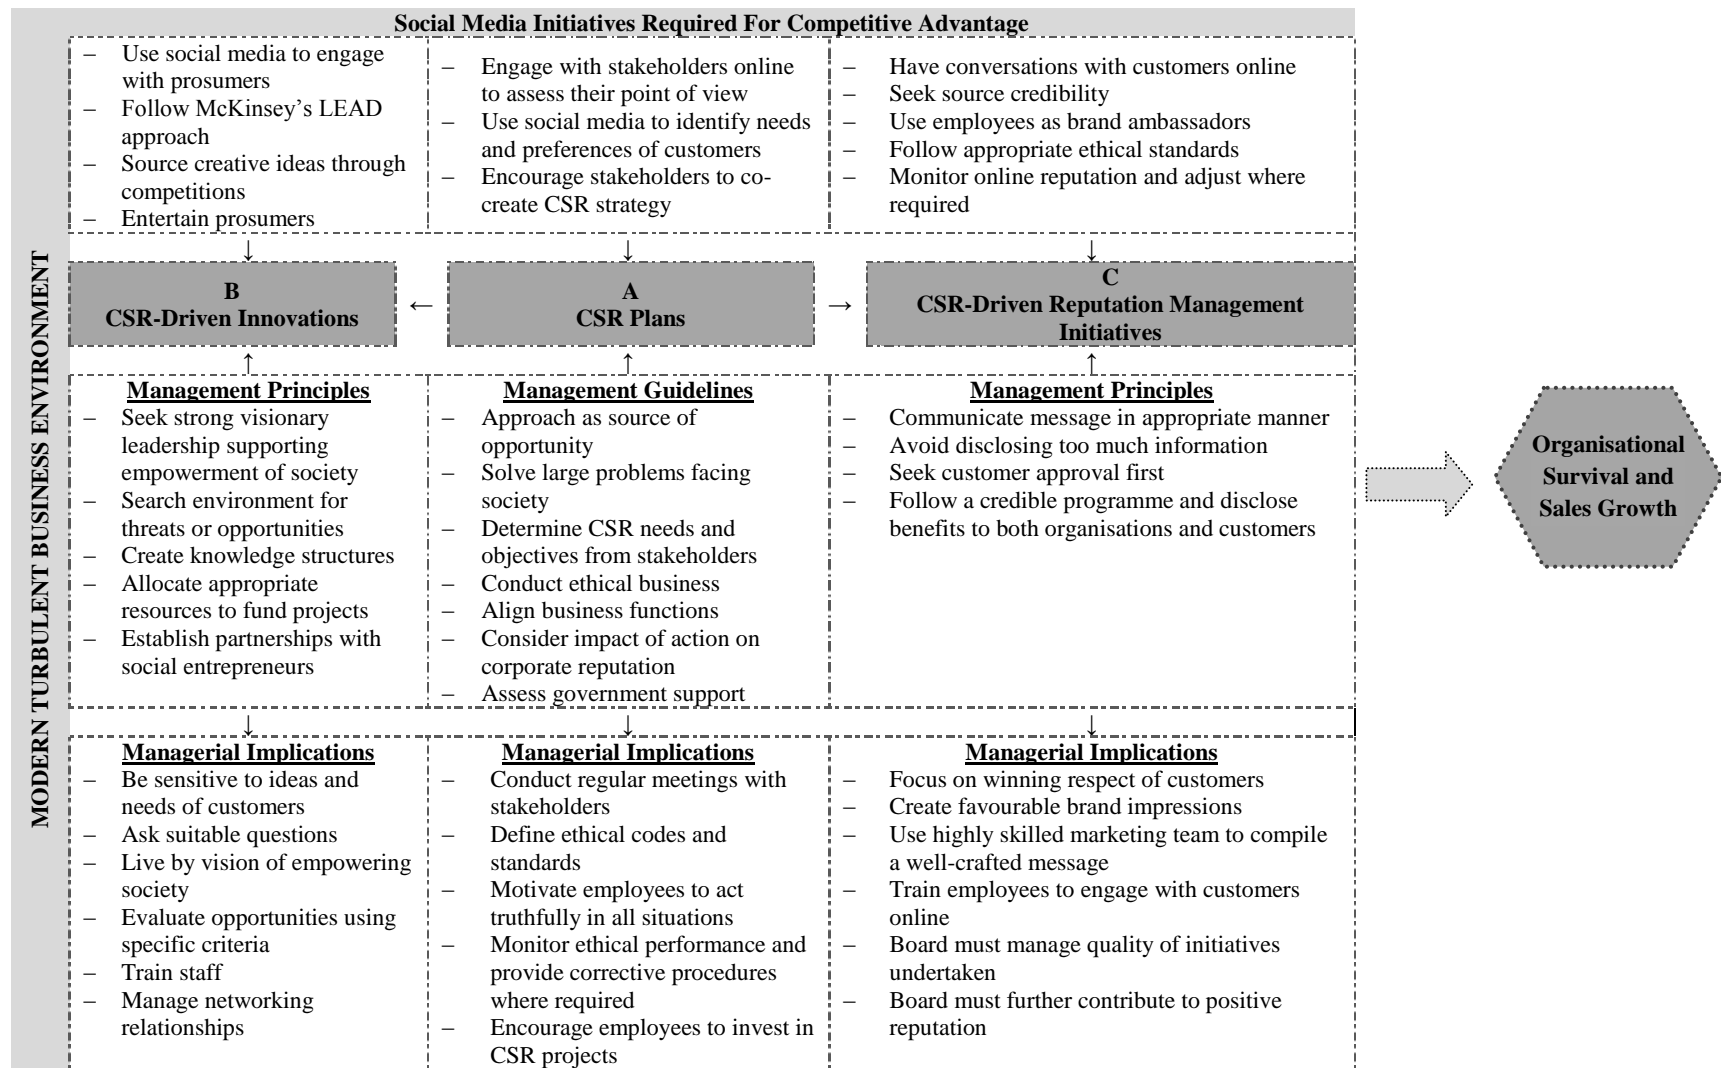 Social Media Initiatives Required For Competitive Advantage
MODERN TURBULENT BUSINESS ENVIRONMENT
– Use social media to engage
with prosumers
– Follow McKinsey’s LEAD
approach
– Source creative ideas through
competitions
– Entertain prosumers
– Engage with stakeholders online
to assess their point of view
– Use social media to identify needs
and preferences of customers
– Encourage stakeholders to co-
create CSR strategy
– Have conversations with customers online
– Seek source credibility
– Use employees as brand ambassadors
– Follow appropriate ethical standards
– Monitor online reputation and adjust where
required
↓
↓
↓
B
CSR-Driven Innovations
←
A
CSR Plans
→
C
CSR-Driven Reputation Management
Initiatives
↑
↑
↑
Management Principles
– Seek strong visionary
leadership supporting
empowerment of society
– Search environment for
threats or opportunities
– Create knowledge structures
– Allocate appropriate
resources to fund projects
– Establish partnerships with
social entrepreneurs
Management Guidelines
– Approach as source of
opportunity
– Solve large problems facing
society
– Determine CSR needs and
objectives from stakeholders
– Conduct ethical business
– Align business functions
– Consider impact of action on
corporate reputation
– Assess government support
Management Principles
– Communicate message in appropriate manner
– Avoid disclosing too much information
– Seek customer approval first
– Follow a credible programme and disclose
benefits to both organisations and customers
↓
↓
↓
Managerial Implications
– Be sensitive to ideas and
needs of customers
– Ask suitable questions
– Live by vision of empowering
society
– Evaluate opportunities using
specific criteria
– Train staff
– Manage networking
relationships
Managerial Implications
– Conduct regular meetings with
stakeholders
– Define ethical codes and
standards
– Motivate employees to act
truthfully in all situations
– Monitor ethical performance and
provide corrective procedures
where required
– Encourage employees to invest in
CSR projects
Managerial Implications
– Focus on winning respect of customers
– Create favourable brand impressions
– Use highly skilled marketing team to compile
a well-crafted message
– Train employees to engage with customers
online
– Board must manage quality of initiatives
undertaken
– Board must further contribute to positive
reputation
Organisational
Survival and
Sales Growth